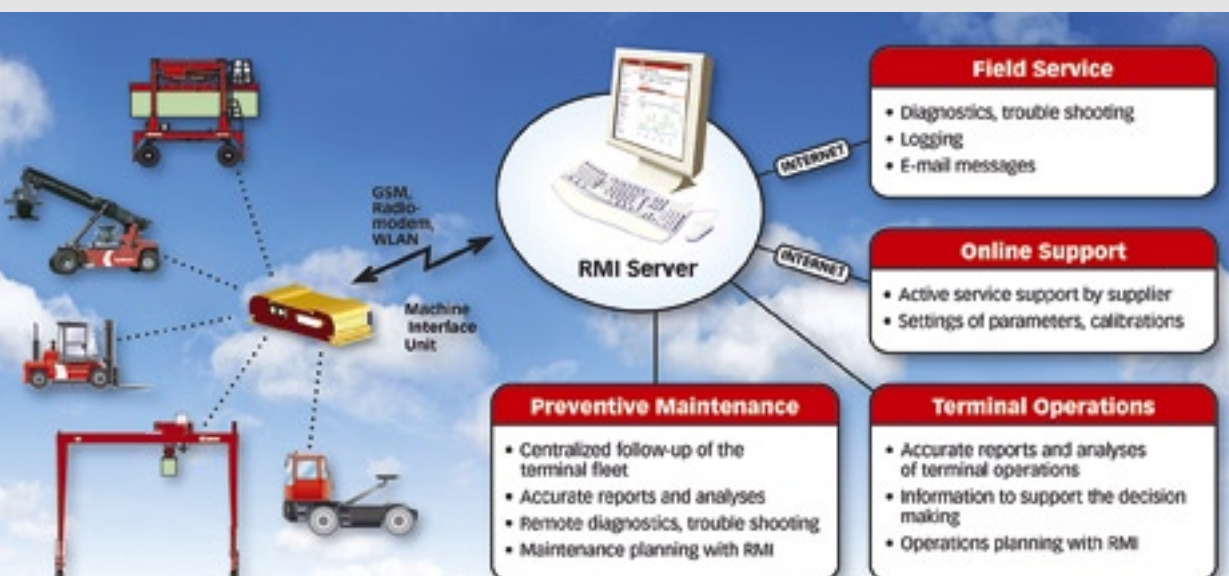 GSM,
Radio-
modem,
WLAN
Machine
Interface
Unit
RMI Server
INTERNET
INTERNET
Field Service
• Diagnostics, trouble shooting
• Logging
• E-mail messages
Online Support
• Active service support by supplier
• Settings of parameters, calibrations
Preventive Maintenance
• Centralized follow-up of the
terminal fleet
• Accurate reports and analyses
• Remote diagnostics, trouble shooting
• Maintenance planning with RMI
Terminal Operations
• Accurate reports and analyses
of terminal operations
• Information to support the decision
making
• Operations planning with RMI